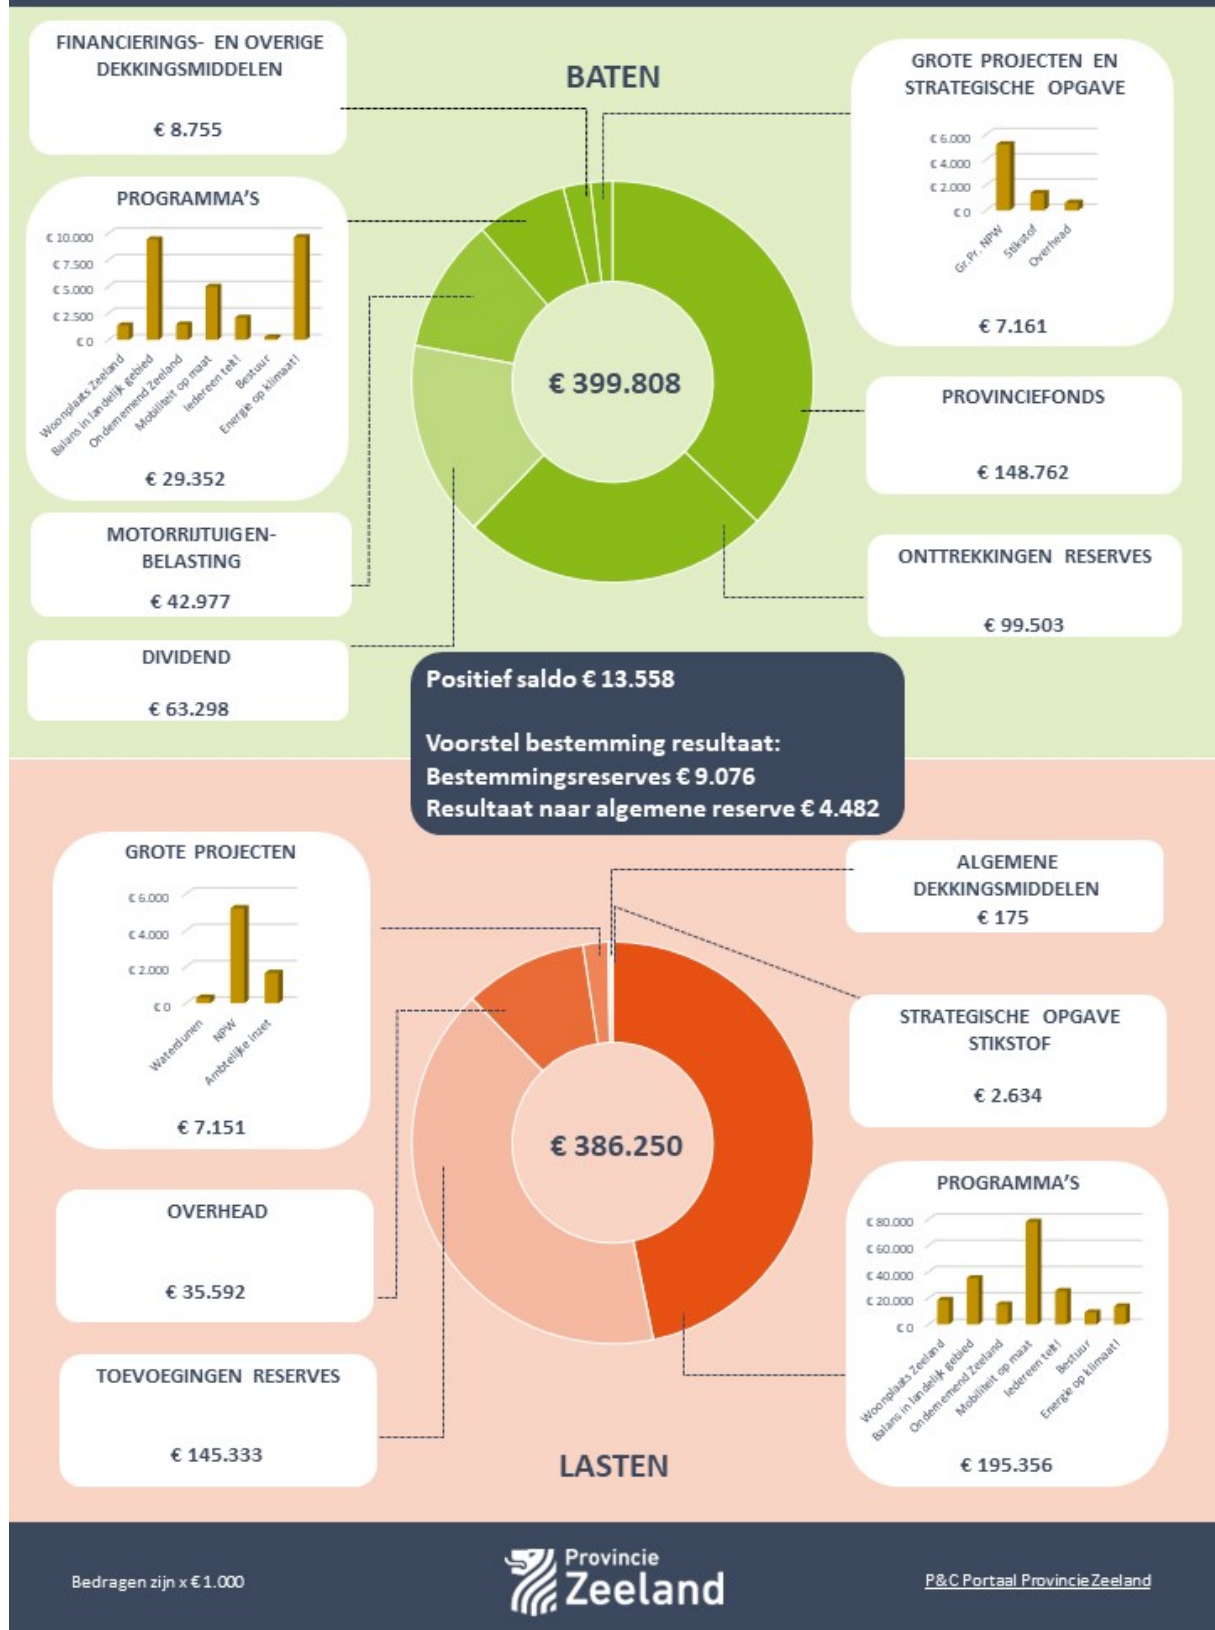 FINANCIERINGS- EN OVERIGE
DEKKINGSMIDDELEN
€ 8.755
BATEN
GROTE PROJECTEN EN
STRATEGISCHE OPGAVE
€ 6.000
€ 4.000
€ 2.000
€ 0
Gr.Pr. NPW
Stikstof
Overhead
€ 7.161
PROGRAMMA'S
€ 10.000
€ 7.500
€ 5.000
€ 2.500
€ 0
Woonplaats Zeeland
Balans in landelijk gebied
Ondernemend Zeeland
Mobiliteit op maat
Iedereen telt!
Bestuur
Energie op klimaat!
€ 29.352
€ 399.808
PROVINCIEFONDS
€ 148.762
MOTORRIJTUIGEN-
BELASTING
€ 42.977
ONTTREKKINGEN RESERVES
€ 99.503
DIVIDEND
€ 63.298
Positief saldo € 13.558
Voorstel bestemming resultaat:
Bestemmingsreserves € 9.076
Resultaat naar algemene reserve € 4.482
GROTE PROJECTEN
€ 6.000
€ 4.000
€ 2.000
€ 0
Waterdunen
NPW
Ambtelijke inzet
€ 7.151
ALGEMENE
DEKKINGSMIDDELEN
€ 175
STRATEGISCHE OPGAVE
STIKSTOF
€ 2.634
€ 386.250
OVERHEAD
€ 35.592
PROGRAMMA'S
€ 80.000
€ 60.000
€ 40.000
€ 20.000
€ 0
Woonplaats Zeeland
Balans in landelijk gebied
Ondernemend Zeeland
Mobiliteit op maat
Iedereen telt!
Bestuur
Energie op klimaat!
€ 195.356
TOEVOEGINGEN RESERVES
€ 145.333
LASTEN
Bedragen zijn x € 1.000
Provincie
Zeeland
P&C Portaal Provincie Zeeland